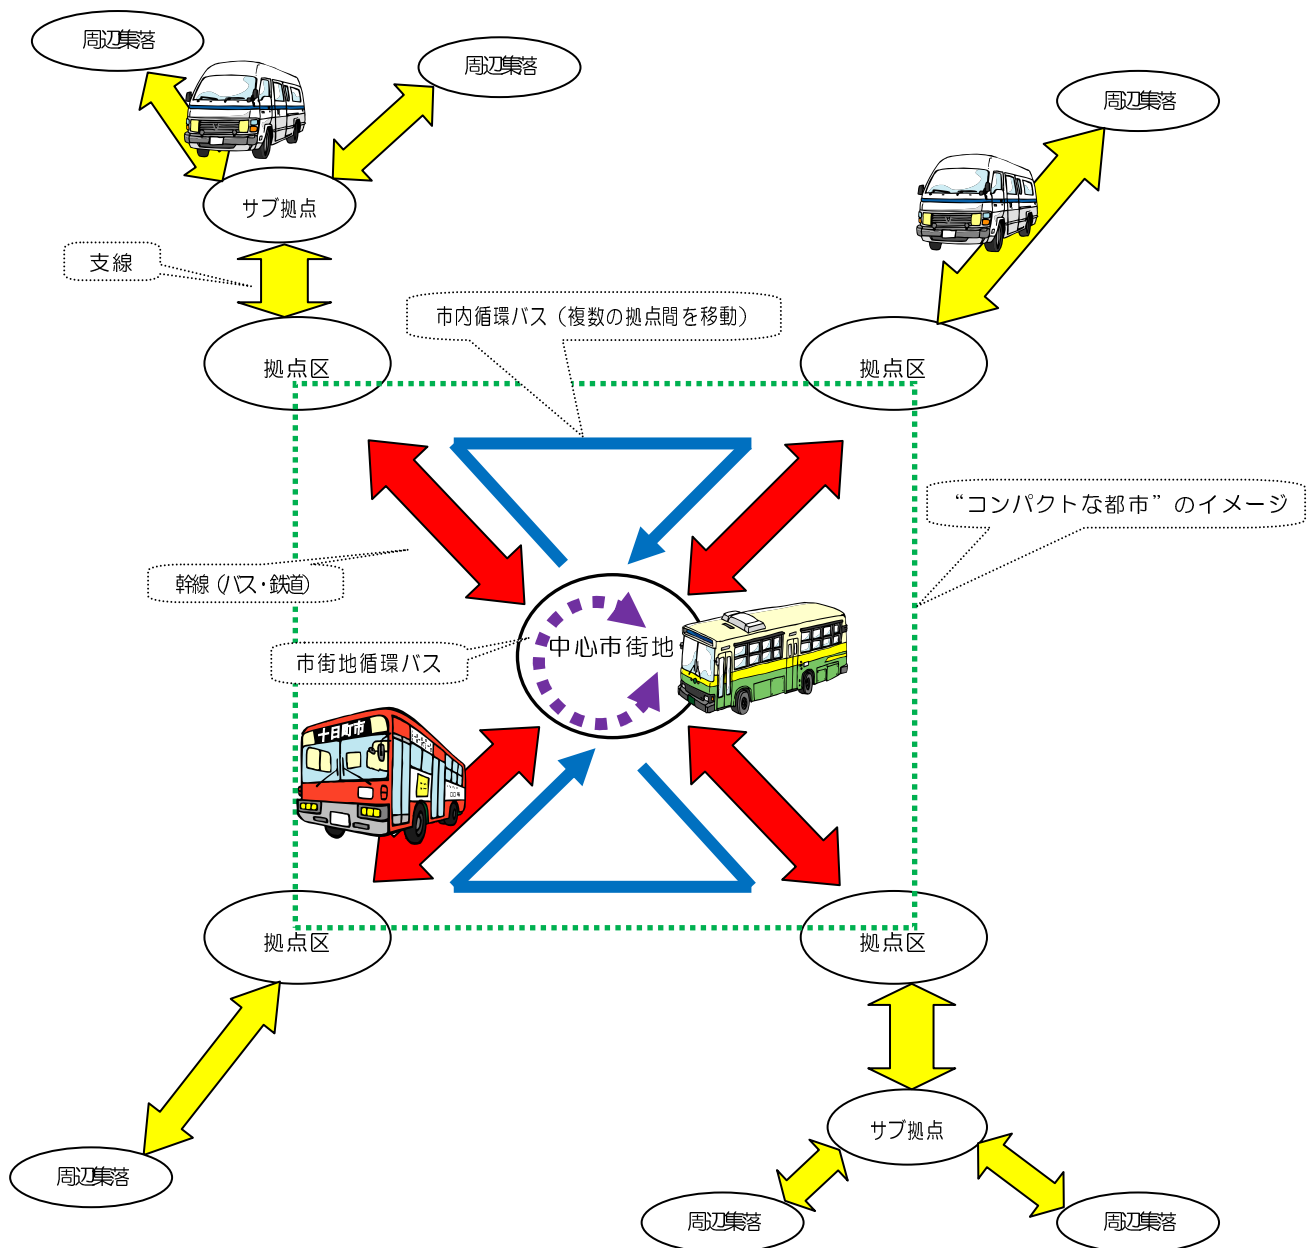 周辺集落
周辺集落
周辺集落
サブ拠点
支線
市内循環バス（複数の拠点間を移動）
拠点区
拠点区
“コンパクトな都市”のイメージ
幹線（バス・鉄道）
中心市街地
市街地循環バス
十日町市
拠点区
拠点区
サブ拠点
周辺集落
周辺集落
周辺集落